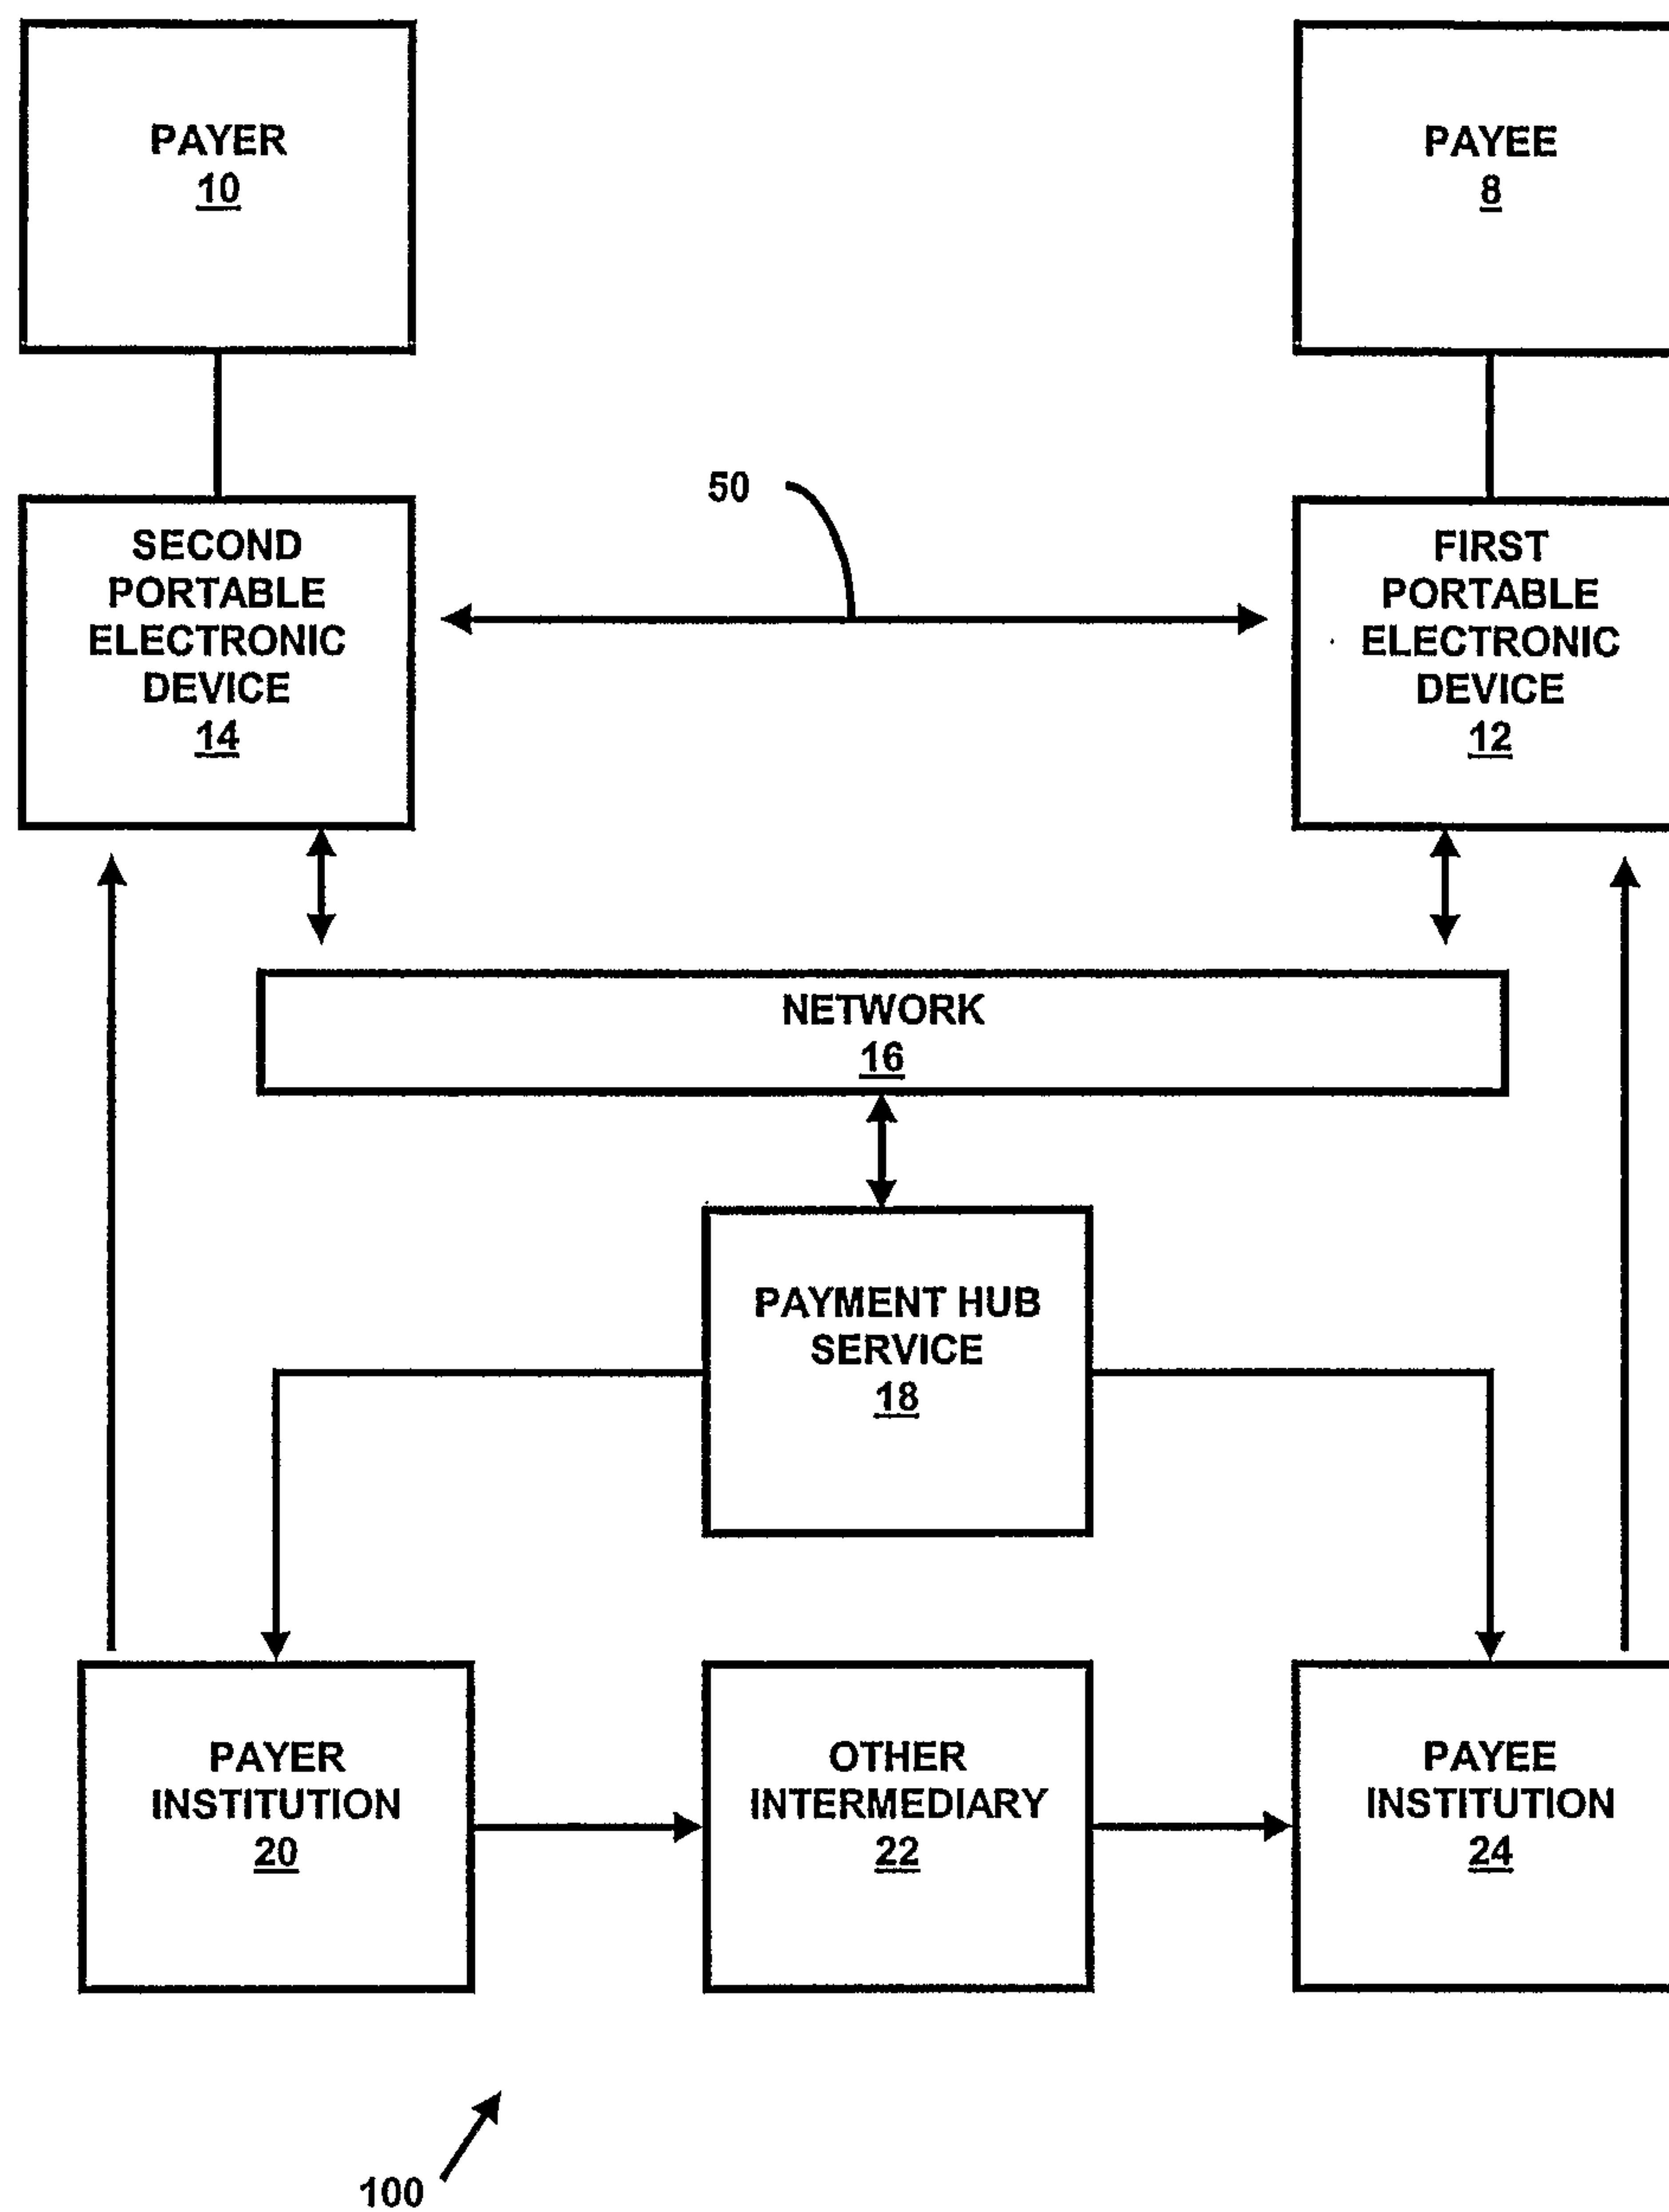 PAYER
10
PAYEE
8
50
SECOND
PORTABLE
ELECTRONIC
DEVICE
14
FIRST
PORTABLE
ELECTRONIC
DEVICE
12
NETWORK
16
PAYMENT HUB
SERVICE
18
PAYER
INSTITUTION
20
OTHER
INTERMEDIARY
22
PAYEE
INSTITUTION
24
100